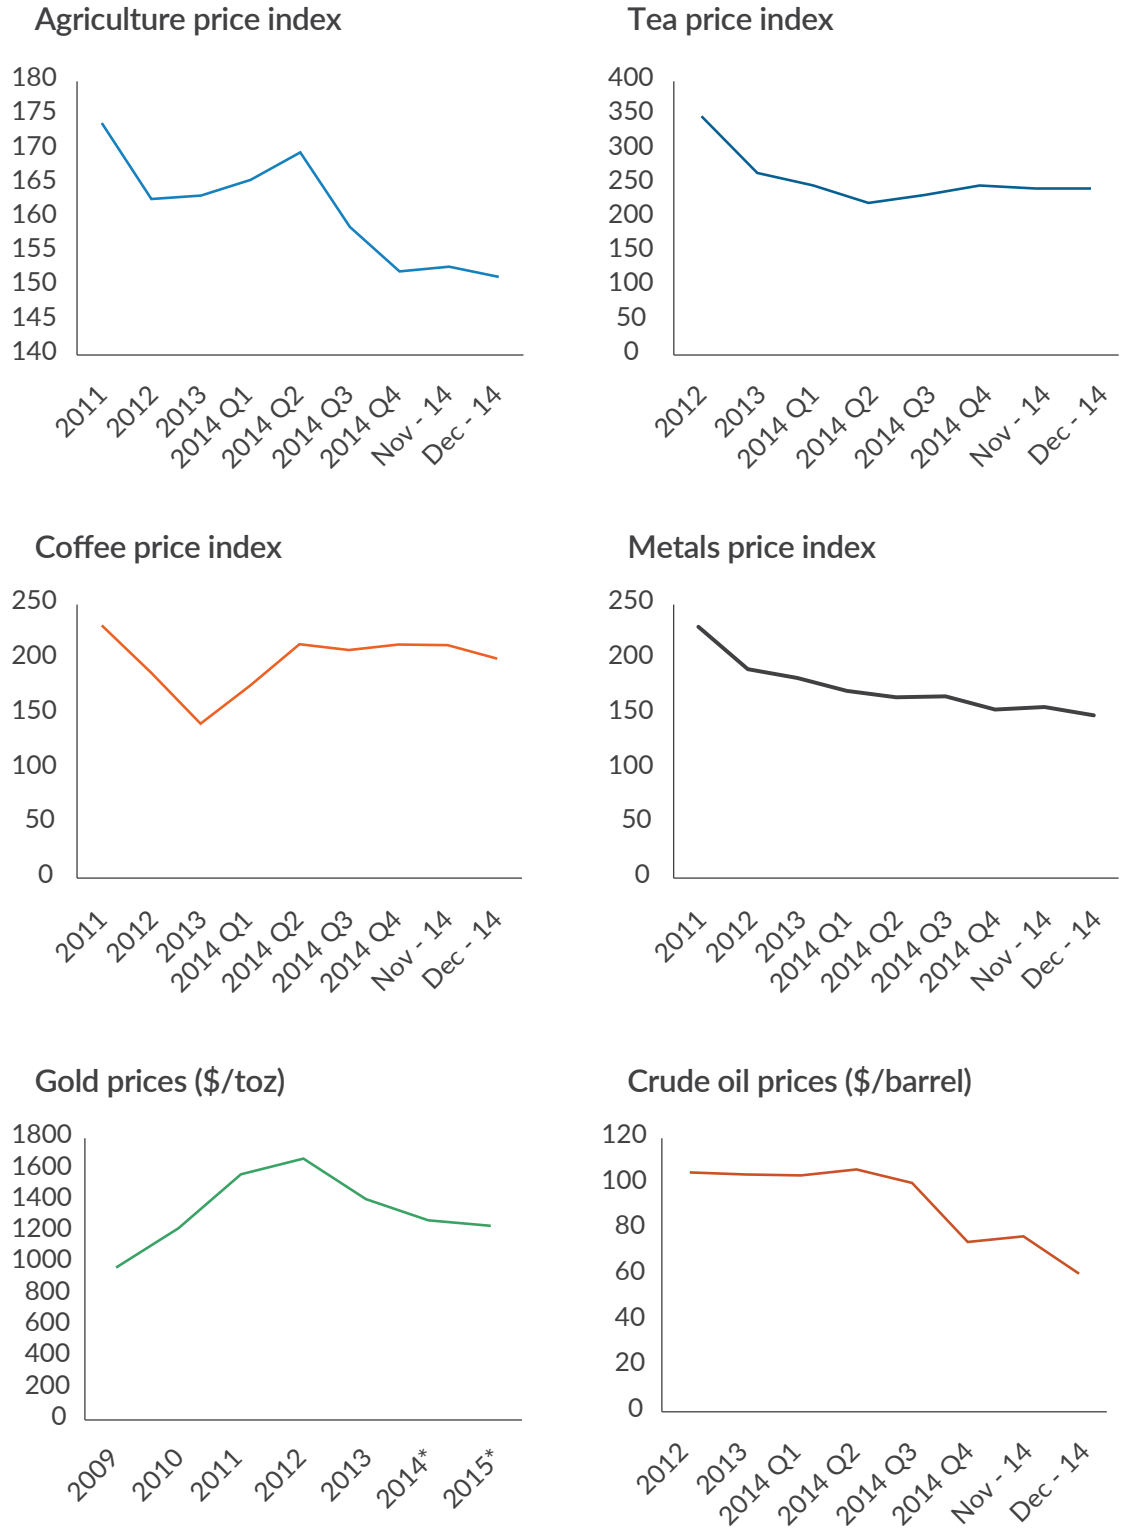 Agriculture price index
180
175
170
165
160
155
150
145
140
2011
2012
2013
2014 Q1
2014 Q2
2014 Q3
2014 Q4
Nov - 14
Dec - 14
Tea price index
400
350
300
250
200
150
100
50
0
2012
2013
2014 Q1
2014 Q2
2014 Q3
2014 Q4
Nov - 14
Dec - 14
Coffee price index
250
200
150
100
50
0
2011
2012
2013
2014 Q1
2014 Q2
2014 Q3
2014 Q4
Nov - 14
Dec - 14
Metals price index
250
200
150
100
50
0
2011
2012
2013
2014 Q1
2014 Q2
2014 Q3
2014 Q4
Nov - 14
Dec - 14
Gold prices ($/toz)
1800
1600
1400
1200
1000
800
600
400
200
0
2009
2010
2011
2012
2013
2014*
2015*
Crude oil prices ($/barrel)
120
100
80
60
40
20
0
2012
2013
2014 Q1
2014 Q2
2014 Q3
2014 Q4
Nov - 14
Dec - 14